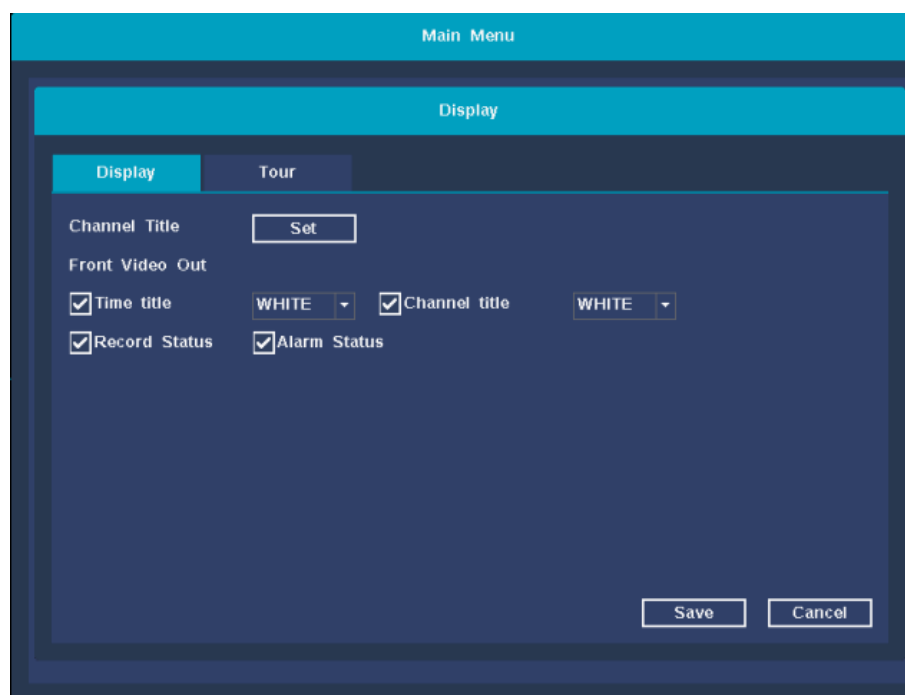 Main Menu
Display
Display Tour
Channel Title Set
Front Video Out
Time title WHITE Channel title WHITE
Record Status Alarm Status
Save Cancel